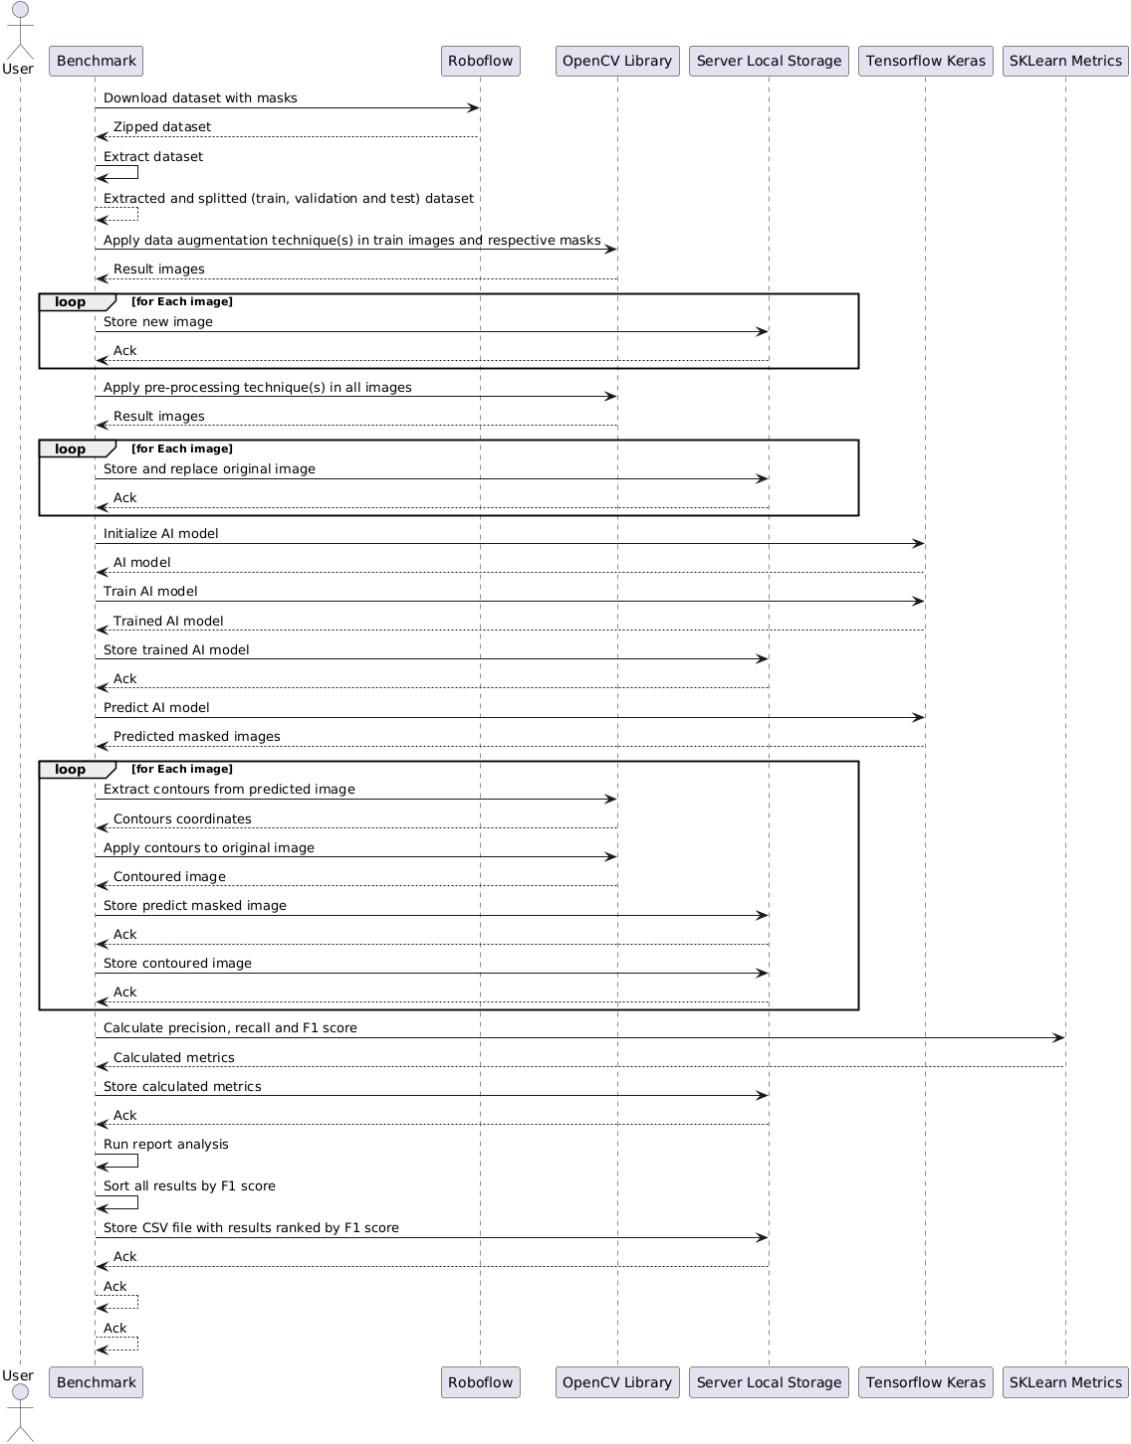 User
Benchmark
Roboflow
OpenCV Library
Server Local Storage
Tensorflow Keras
SKLearn Metrics
Download dataset with masks
Zipped dataset
Extract dataset
Extracted and splitted (train, validation and test) dataset
Apply data augmentation technique(s) in train images and respective masks
Result images
loop
[for Each image]
Store new image
Ack
Apply pre-processing technique(s) in all images
Result images
loop
[for Each image]
Store and replace original image
Ack
Initialize AI model
AI model
Train AI model
Trained AI model
Store trained AI model
Ack
Predict AI model
Predicted masked images
loop
[for Each image]
Extract contours from predicted image
Contours coordinates
Apply contours to original image
Contoured image
Store predict masked image
Ack
Store contoured image
Ack
Calculate precision, recall and F1 score
Calculated metrics
Store calculated metrics
Ack
Run report analysis
Sort all results by F1 score
Store CSV file with results ranked by F1 score
Ack
Ack
Ack
User
Benchmark
Roboflow
OpenCV Library
Server Local Storage
Tensorflow Keras
SKLearn Metrics